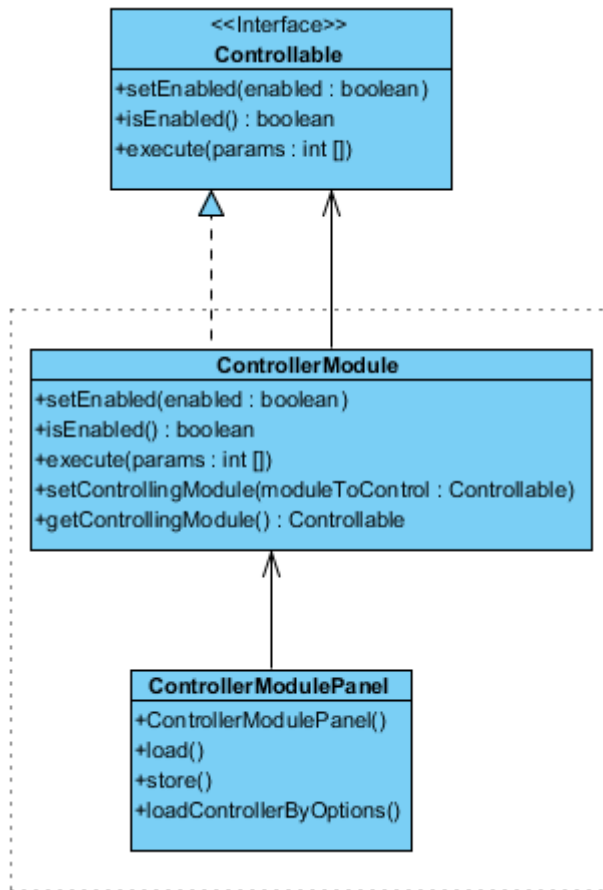 <<Interface>>
Controllable
+setEnabled(enabled : boolean)
+isEnabled() : boolean
+execute(params : int [])
ControllerModule
+setEnabled(enabled : boolean)
+isEnabled() : boolean
+execute(params : int [])
+setControllingModule(moduleToControl : Controllable)
+getControllingModule() : Controllable
ControllerModulePanel
+ControllerModulePanel()
+load()
+store()
+loadControllerByOptions()